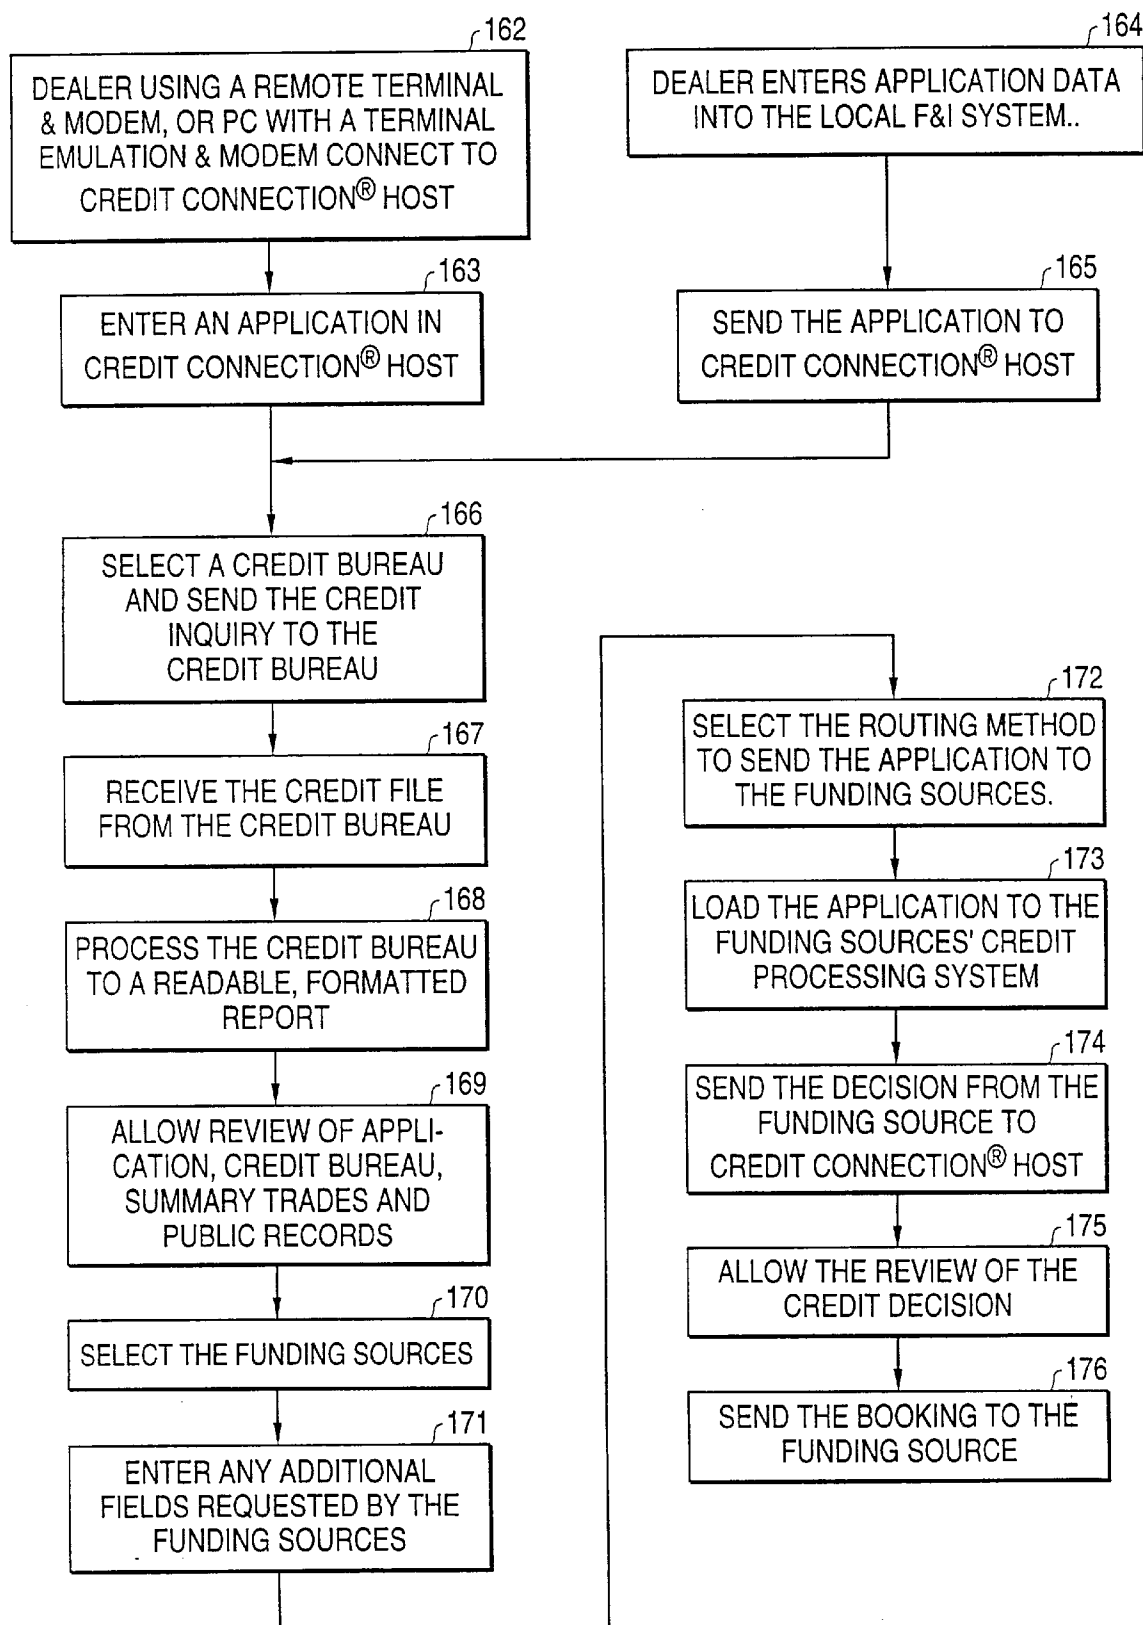 162
DEALER USING A REMOTE TERMINAL
& MODEM, OR PC WITH A TERMINAL
EMULATION & MODEM CONNECT TO
CREDIT CONNECTION® HOST
164
DEALER ENTERS APPLICATION DATA
INTO THE LOCAL F&I SYSTEM..
163
ENTER AN APPLICATION IN
CREDIT CONNECTION® HOST
165
SEND THE APPLICATION TO
CREDIT CONNECTION® HOST
166
SELECT A CREDIT BUREAU
AND SEND THE CREDIT
INQUIRY TO THE
CREDIT BUREAU
167
RECEIVE THE CREDIT FILE
FROM THE CREDIT BUREAU
168
PROCESS THE CREDIT BUREAU
TO A READABLE, FORMATTED
REPORT
169
ALLOW REVIEW OF APPLI-
CATION, CREDIT BUREAU,
SUMMARY TRADES AND
PUBLIC RECORDS
170
SELECT THE FUNDING SOURCES
171
ENTER ANY ADDITIONAL
FIELDS REQUESTED BY THE
FUNDING SOURCES
172
SELECT THE ROUTING METHOD
TO SEND THE APPLICATION TO
THE FUNDING SOURCES.
173
LOAD THE APPLICATION TO THE
FUNDING SOURCES' CREDIT
PROCESSING SYSTEM
174
SEND THE DECISION FROM THE
FUNDING SOURCE TO
CREDIT CONNECTION® HOST
175
ALLOW THE REVIEW OF THE
CREDIT DECISION
176
SEND THE BOOKING TO THE
FUNDING SOURCE